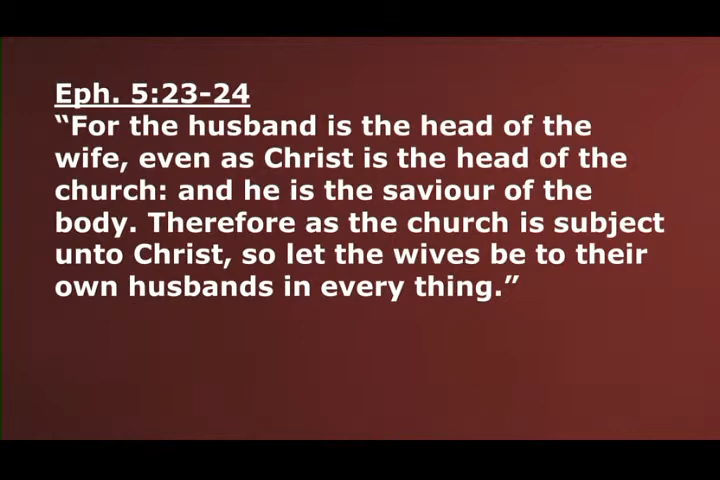 Eph. 5:23-24
“For the husband is the head of the
wife, even as Christ is the head of the
church: and he is the saviour of the
body. Therefore as the church is subject
unto Christ, so let the wives be to their
own husbands in every thing.”